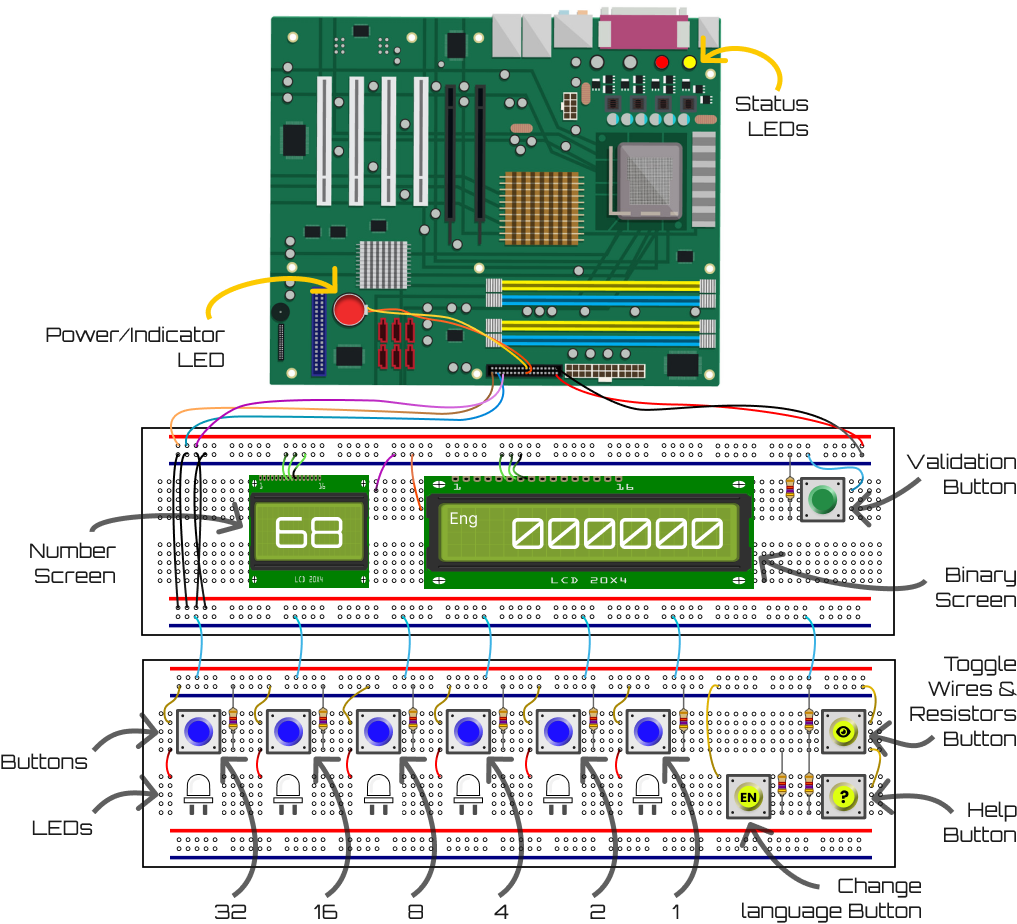 Status
LEDs
Power/Indicator
LED
Validation
Button
1 16
1 16
Eng
68
000000
Number
Screen
LCD 20X4
LCD 20X4
Binary
Screen
Toggle
Wires &
Resistors
Button
Buttons
EN
?
LEDs
Help
Button
Change
language Button
32 16 8 4 2 1